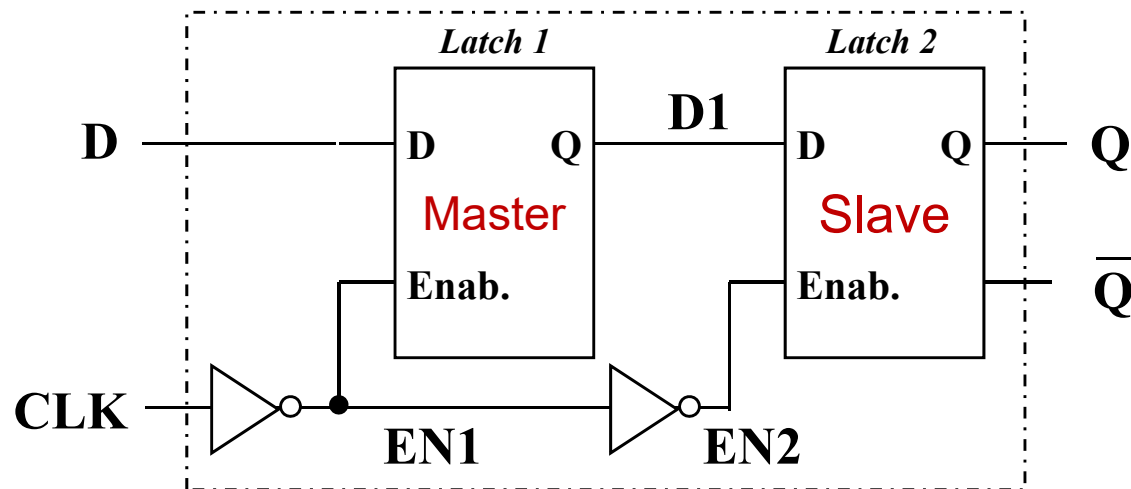 Latch 1
Latch 2
D1
D
D
Q
D
Q
Q
Master
Slave
Enab.
Enab.
Q̅
CLK
EN1
EN2